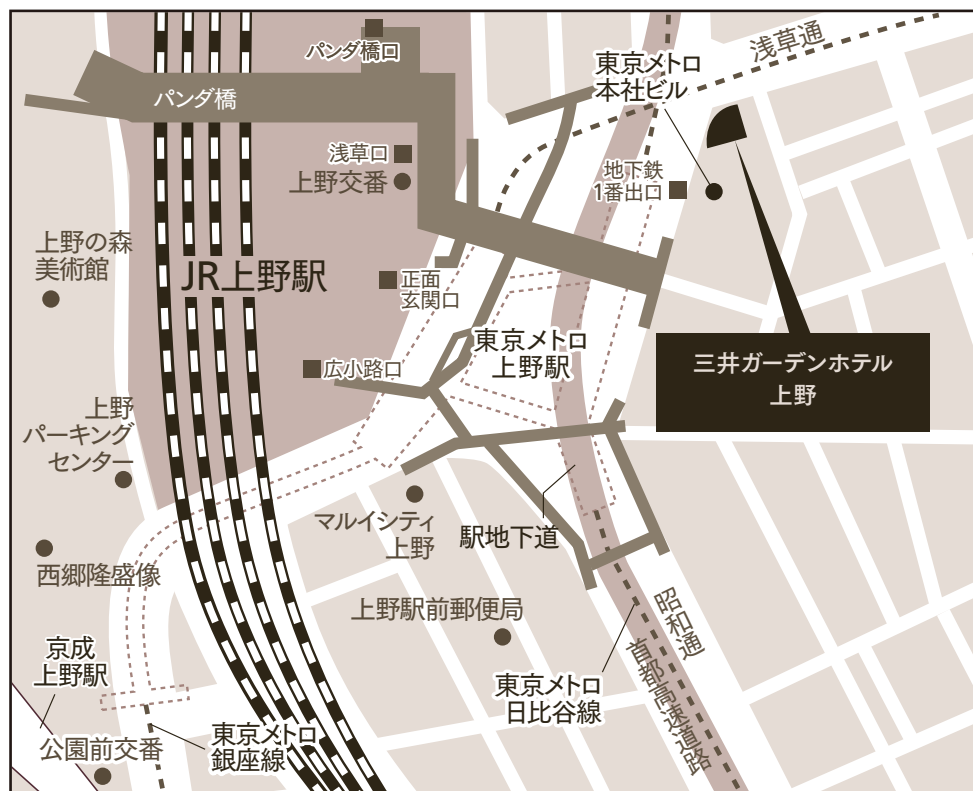 パンダ橋口
浅草通
東京メトロ
本社ビル
パンダ橋
浅草口
上野交番
地下鉄
1番出口
上野の森
美術館
JR上野駅
正面
玄関口
東京メトロ
上野駅
三井ガーデンホテル
上野
広小路口
上野
パーキング
センター
マルイシティ
上野
駅地下道
西郷隆盛像
上野駅前郵便局
昭和通
首都高速道路
京成
上野駅
東京メトロ
日比谷線
東京メトロ
銀座線
公園前交番